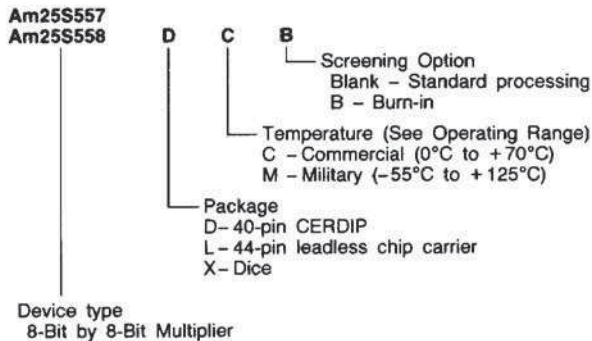 Am25S557
Am25S558 D C B
Screening Option
Blank – Standard processing
B – Burn-in
Temperature (See Operating Range)
C – Commercial (0°C to +70°C)
M – Military (–55°C to +125°C)
Package
D – 40-pin CERDIP
L – 44-pin leadless chip carrier
X – Dice
Device type
8-Bit by 8-Bit Multiplier